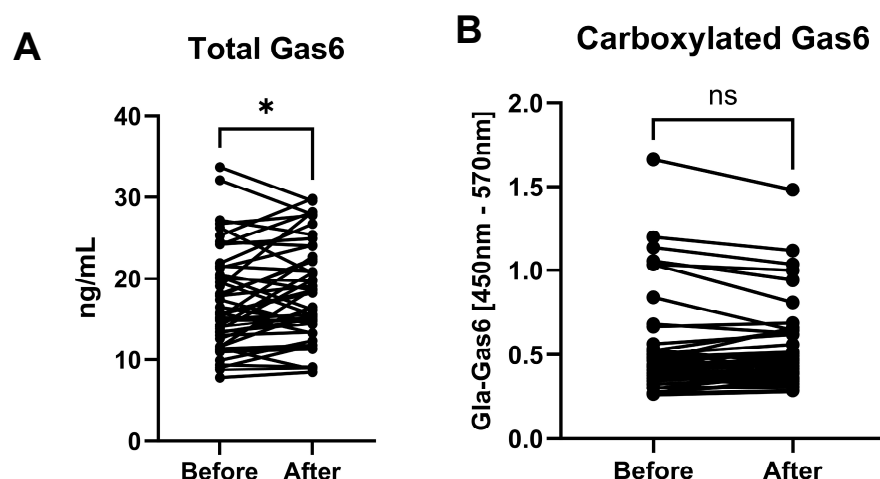 A
Total Gas6
*
40
30
20
10
0
ng/mL
Before After
B
Carboxylated Gas6
ns
2.0
1.5
1.0
0.5
0.0
Gla-Gas6 [450nm - 570nm]
Before After